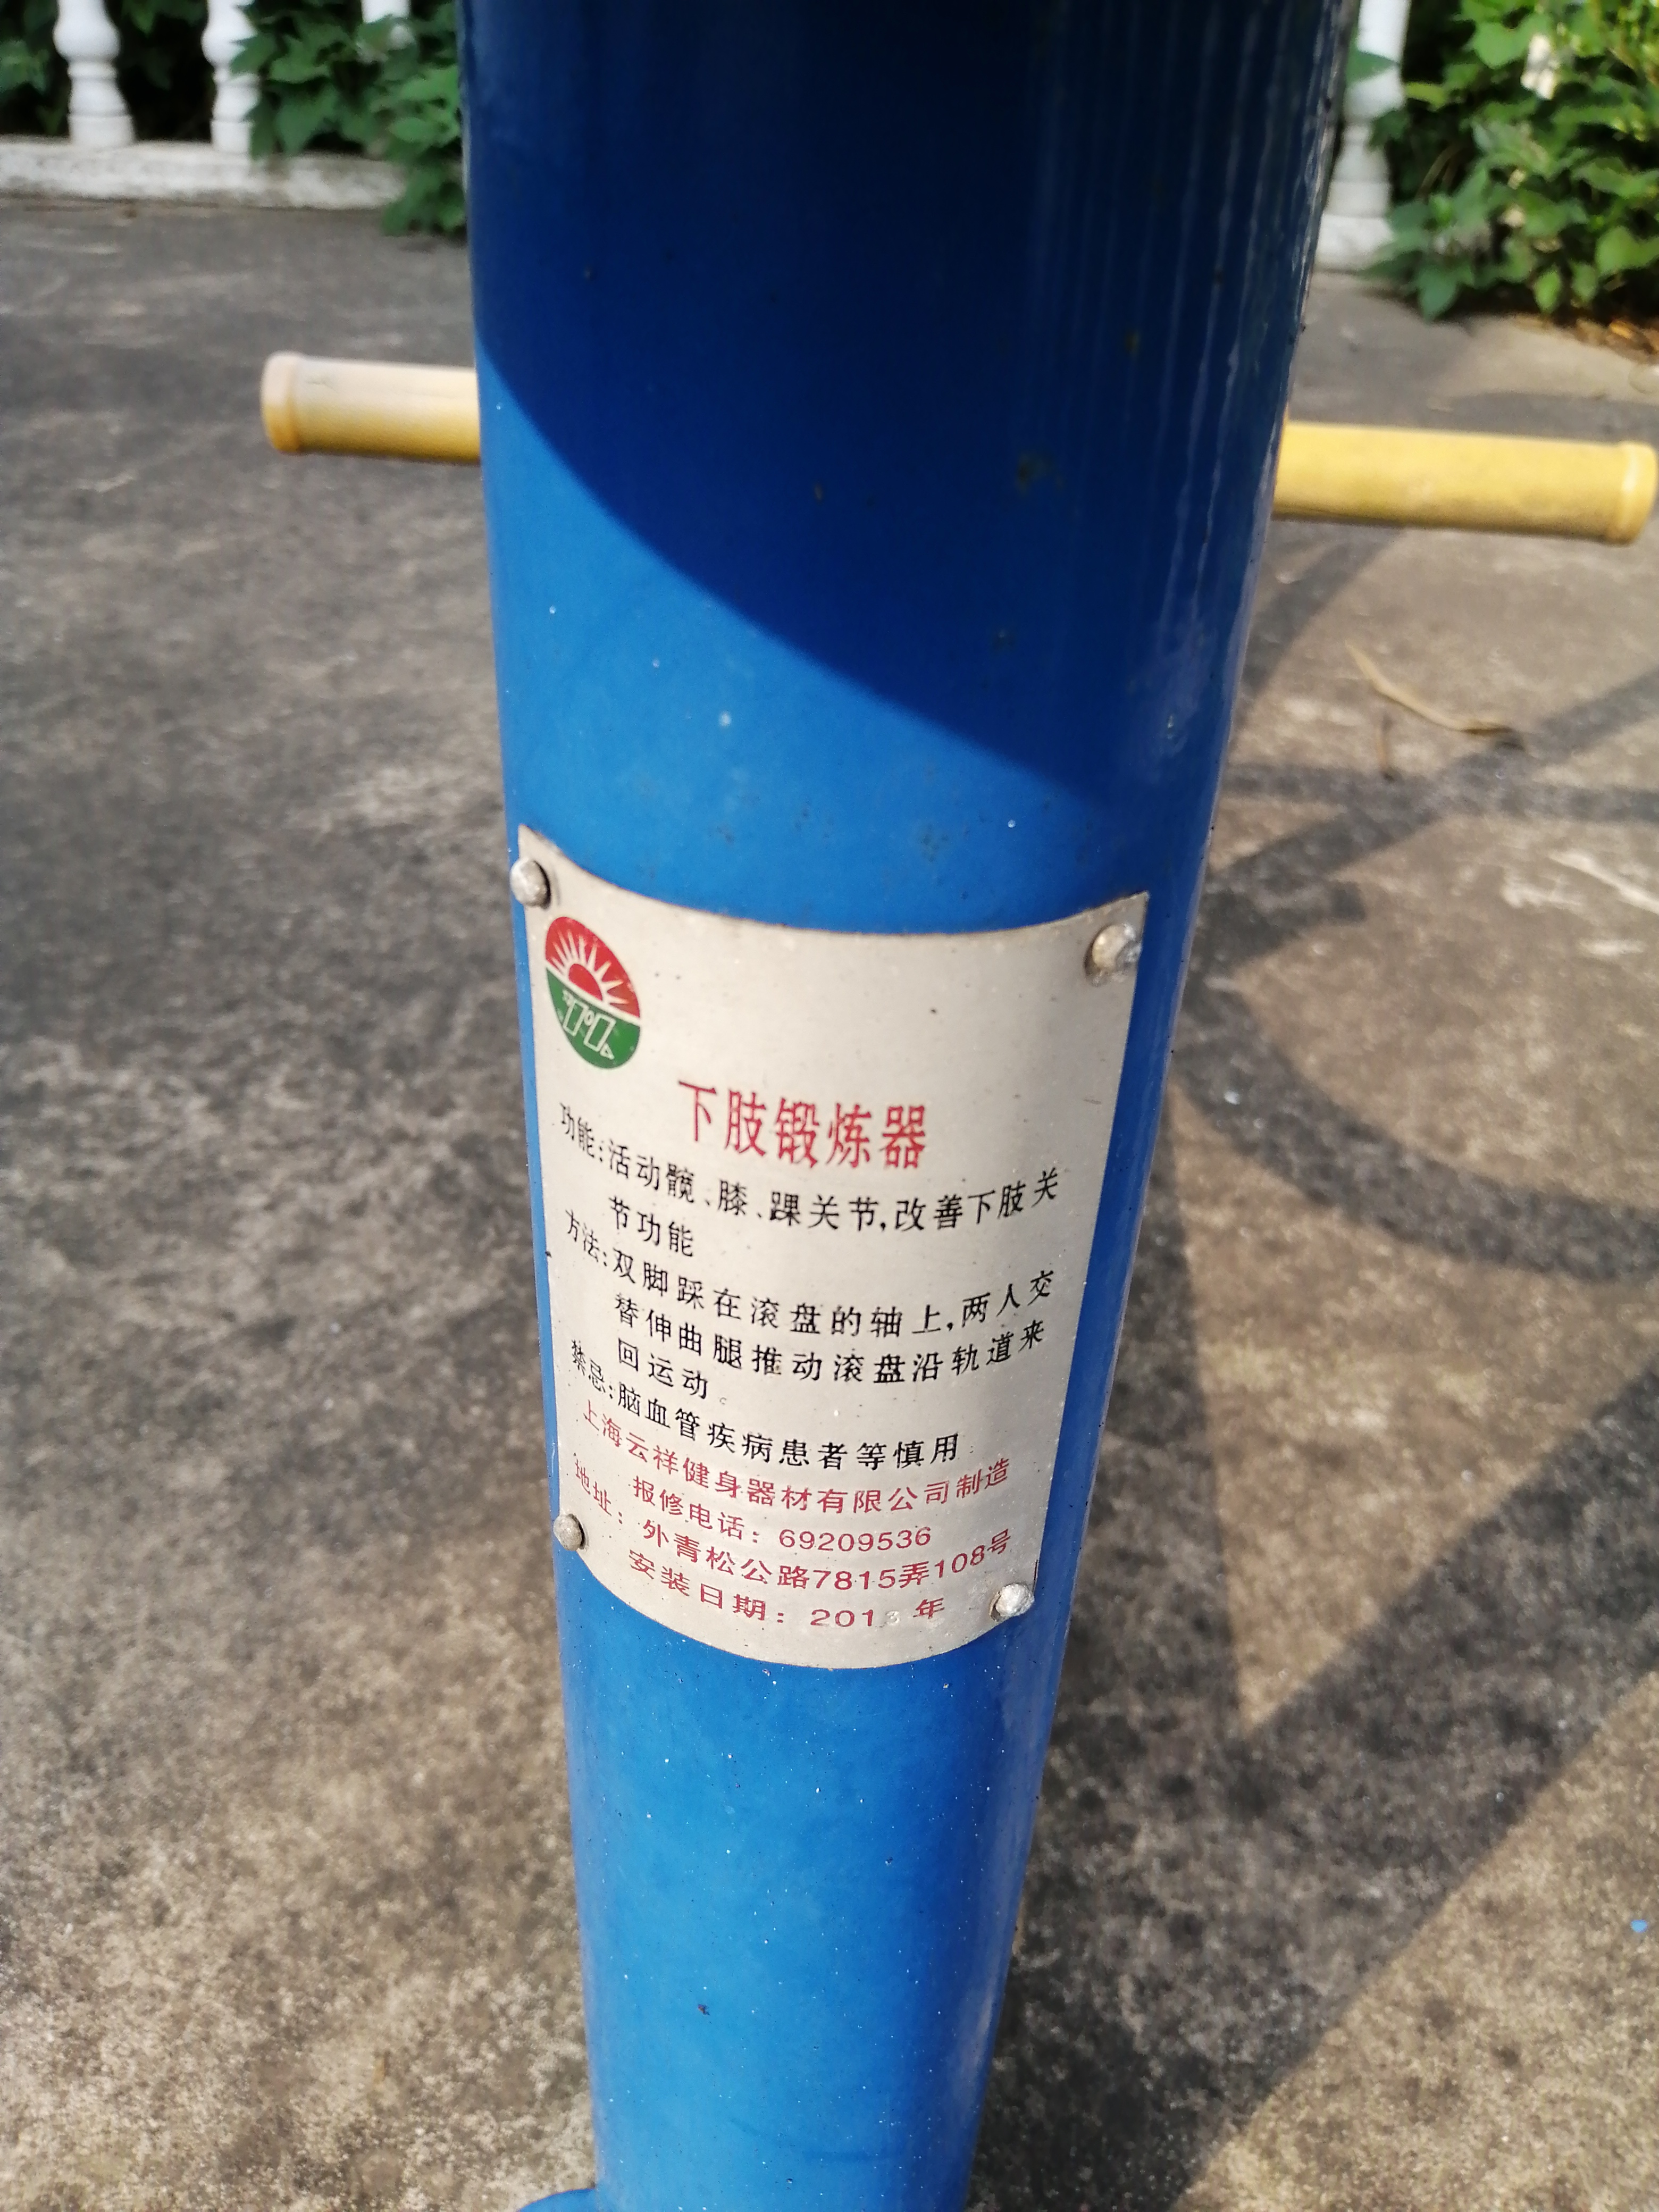 下肢锻炼器
功能:活动髋、膝、踝关节,改善下肢关
节功能
方法:双脚踩在滚盘的轴上,两人交
替伸曲腿推动滚盘沿轨道来
回运动。
禁忌:脑血管疾病患者等慎用
上海云祥健身器材有限公司制造
报修电话：69209536
地址：外青松公路7815弄108号
安装日期：2013年